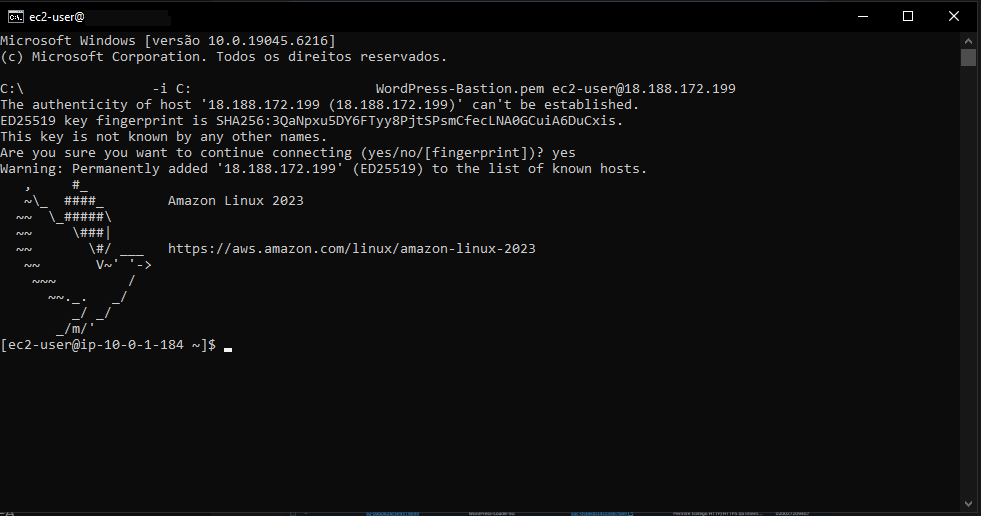 ec2-user@
Microsoft Windows [versão 10.0.19045.6216]
(c) Microsoft Corporation. Todos os direitos reservados.
C:\ -i C: WordPress-Bastion.pem ec2-user@18.188.172.199
The authenticity of host '18.188.172.199 (18.188.172.199)' can't be established.
ED25519 key fingerprint is SHA256:3QaNpxu5DY6FTyy8PjtSPsmCfecLNA0GCuiA6DuCxis.
This key is not known by any other names.
Are you sure you want to continue connecting (yes/no/[fingerprint])? yes
Warning: Permanently added '18.188.172.199' (ED25519) to the list of known hosts.
   ,     #_
   ~\_  ####_        Amazon Linux 2023
  ~~  \_#####\
  ~~     \###|
  ~~       \#/ ___   https://aws.amazon.com/linux/amazon-linux-2023
   ~~       V~' '->
    ~~~         /
      ~~._.   _/
         _/ _/
       _/m/'
[ec2-user@ip-10-0-1-184 ~]$